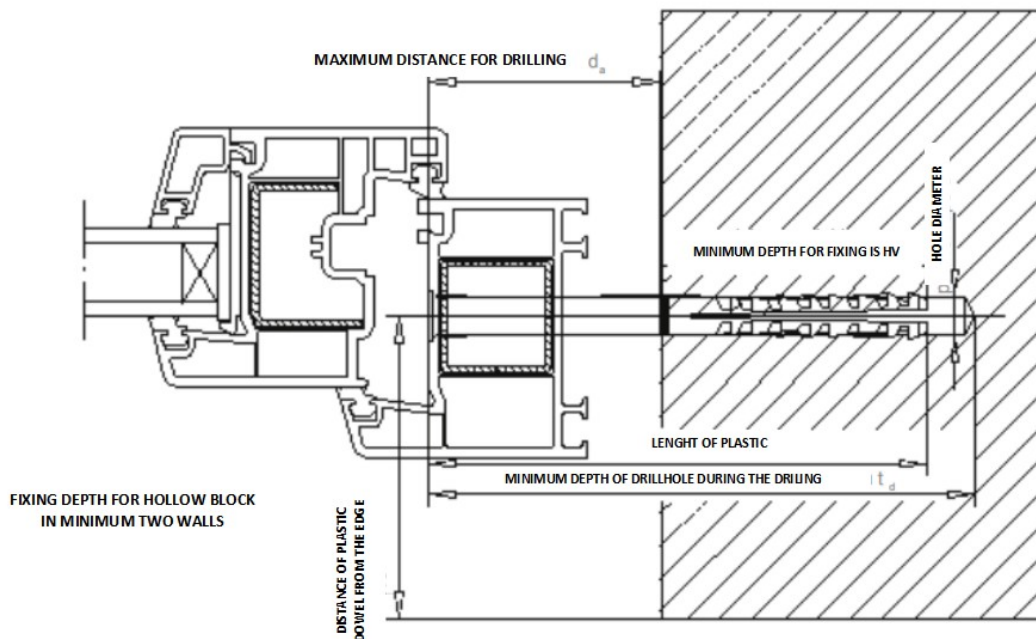 MAXIMUM DISTANCE FOR DRILLING dₐ
HOLE DIAMETER
MINIMUM DEPTH FOR FIXING IS HV
d
LENGHT OF PLASTIC
MINIMUM DEPTH OF DRILLHOLE DURING THE DRILING t_d
FIXING DEPTH FOR HOLLOW BLOCK
IN MINIMUM TWO WALLS
DISTANCE OF PLASTIC
DOWEL FROM THE EDGE